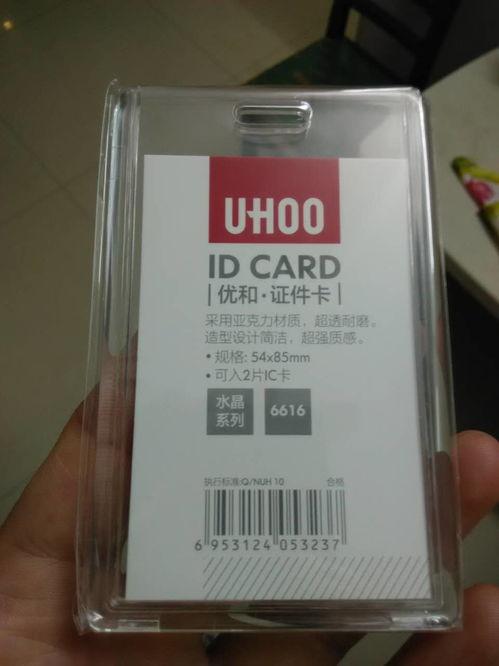 UHOO
ID CARD
优和·证件卡
采用亚克力材质，超透耐磨。
造型设计简洁，超强质感。
• 规格: 54x85mm
• 可入2片IC卡
水晶
系列
6616
执行标准:Q/NUH 10 合格
6 953124 053237